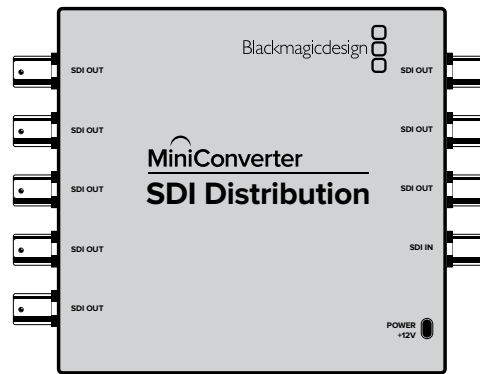 Blackmagicdesign
SDI OUT
SDI OUT
SDI OUT
SDI OUT
MiniConverter
SDI Distribution
SDI OUT
SDI OUT
SDI OUT
SDI IN
SDI OUT
POWER
+12V